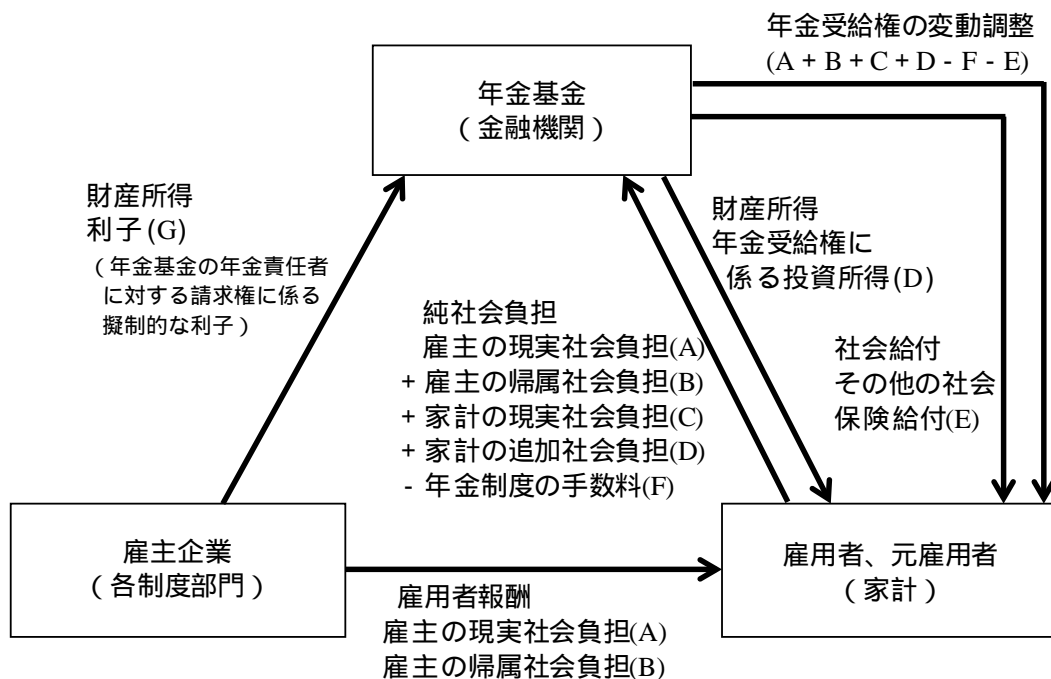 年金受給権の変動調整
(A + B + C + D - F - E)
年金基金
（金融機関）
財産所得
利子(G)
（年金基金の年金責任者
に対する請求権に係る
擬制的な利子）
財産所得
年金受給権に
係る投資所得(D)
純社会負担
雇主の現実社会負担(A)
+ 雇主の帰属社会負担(B)
+ 家計の現実社会負担(C)
+ 家計の追加社会負担(D)
- 年金制度の手数料(F)
社会給付
その他の社会
保険給付(E)
雇主企業
（各制度部門）
雇用者、元雇用者
（家計）
雇用者報酬
雇主の現実社会負担(A)
雇主の帰属社会負担(B)